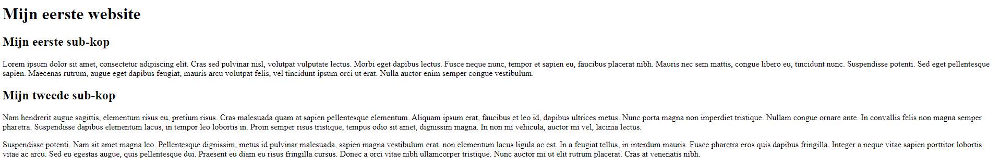 Mijn eerste website
Mijn eerste sub-kop
Lorem ipsum dolor sit amet, consectetur adipiscing elit. Cras sed pulvinar nisl, volutpat vulputate lectus. Morbi eget dapibus lectus. Fusce neque nunc, tempor et sapien eu, faucibus placerat nibh. Mauris nec sem mattis, congue libero eu, tincidunt nunc. Suspendisse potenti. Sed eget pellentesque
sapien. Maecenas rutrum, augue eget dapibus feugiat, mauris arcu volutpat felis, vel tincidunt ipsum orci ut erat. Nulla auctor enim semper congue vestibulum.
Mijn tweede sub-kop
Nam hendrerit augue sagittis, elementum risus eu, pretium risus. Cras malesuada quam at sapien pellentesque elementum. Aliquam ipsum erat, faucibus et leo id, dapibus ultrices metus. Nunc porta magna non imperdiet tristique. Nullam congue ornare ante. In convallis felis non magna semper
pharetra. Suspendisse dapibus elementum lacus, in tempor leo lobortis in. Proin semper risus tristique, tempus odio sit amet, dignissim magna. In non mi vehicula, auctor mi vel, lacinia lectus.
Suspendisse potenti. Nam sit amet magna leo. Pellentesque dignissim, metus id pulvinar malesuada, sapien magna vestibulum erat, non elementum lacus ligula ac est. In a feugiat tellus, in interdum mauris. Fusce pharetra eros quis dapibus fringilla. Integer a neque vitae sapien porttitor lobortis
vitae ac arcu. Sed eu egestas augue, quis pellentesque dui. Praesent eu diam eu risus fringilla cursus. Donec a orci vitae nibh ullamcorper tristique. Nunc auctor mi ut elit rutrum placerat. Cras at venenatis nibh.